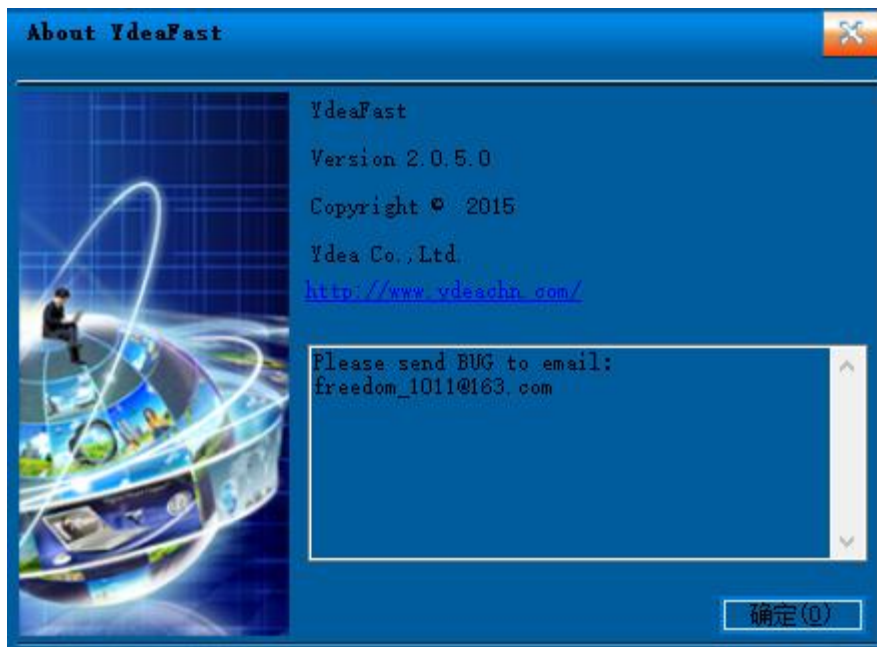 About YdeaFast
YdeaFast
Version 2.0.5.0
Copyright © 2015
Ydea Co.,Ltd.
http://www.ydeachn.com/
Please send BUG to email:
freedom_1011@163.com
确定(O)